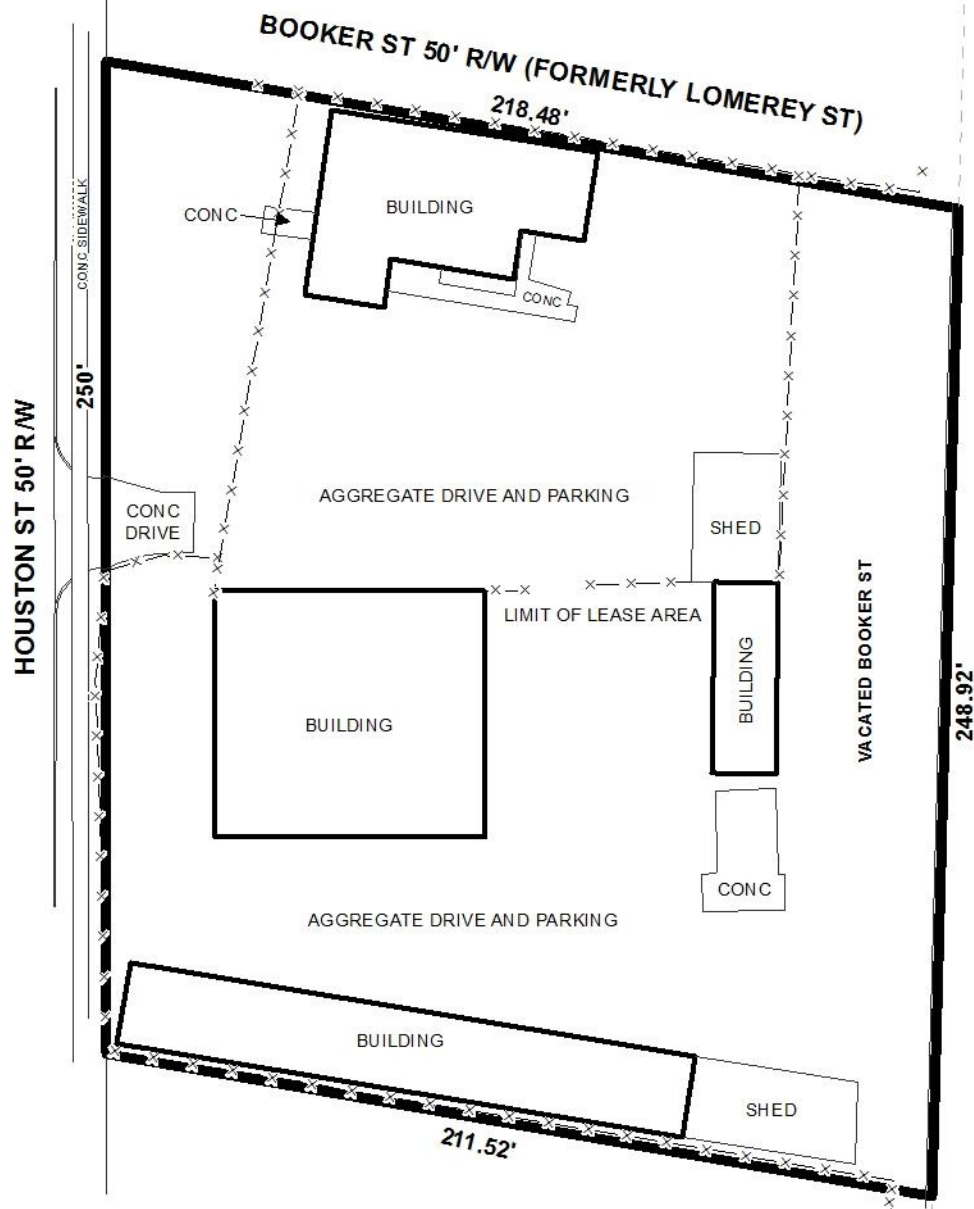 BOOKER ST 50' R/W (FORMERLY LOMEREY ST)
218.48'
CONC SIDEWALK
CONC
BUILDING
CONC
250'
HOUSTON ST 50' R/W
AGGREGATE DRIVE AND PARKING
CONC
DRIVE
SHED
LIMIT OF LEASE AREA
VACATED BOOKER ST
248.92'
BUILDING
BUILDING
CONC
AGGREGATE DRIVE AND PARKING
BUILDING
SHED
211.52'